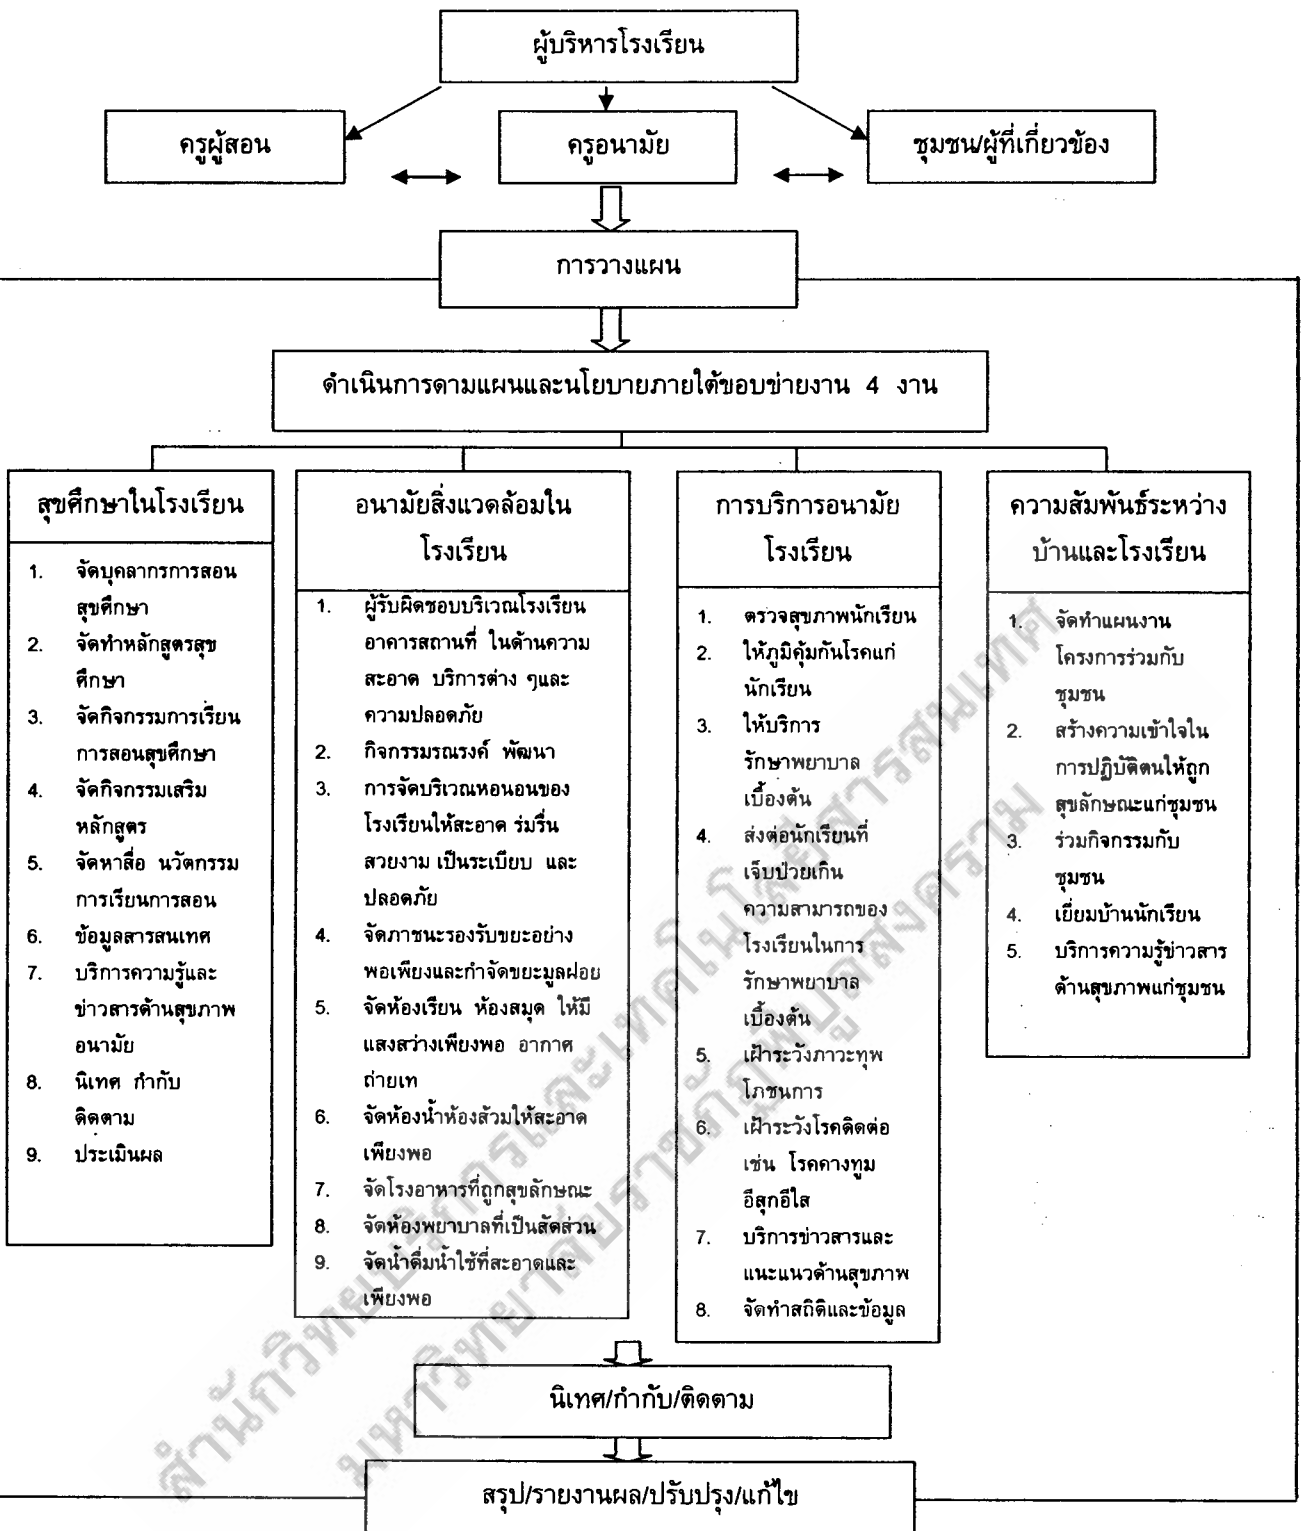 ผู้บริหารโรงเรียน
ครูผู้สอน
ครูอนามัย
ชุมชน/ผู้ที่เกี่ยวข้อง
การวางแผน
ดำเนินการตามแผนและนโยบายภายใต้ขอบข่ายงาน 4 งาน
สุขศึกษาในโรงเรียน
1. จัดบุคลากรการสอน
สุขศึกษา
2. จัดทำหลักสูตรสุข
ศึกษา
3. จัดกิจกรรมการเรียน
การสอนสุขศึกษา
4. จัดกิจกรรมเสริม
หลักสูตร
5. จัดหาสื่อ นวัตกรรม
การเรียนการสอน
6. ข้อมูลสารสนเทศ
7. บริการความรู้และ
ข่าวสารด้านสุขภาพ
อนามัย
8. นิเทศ กำกับ
ติดตาม
9. ประเมินผล
อนามัยสิ่งแวดล้อมใน
โรงเรียน
1. ผู้รับผิดชอบบริเวณโรงเรียน
อาคารสถานที่ ในด้านความ
สะอาด บริการต่าง ๆและ
ความปลอดภัย
2. กิจกรรมรณรงค์ พัฒนา
3. การจัดบริเวณหอนอนของ
โรงเรียนให้สะอาด ร่มรื่น
สวยงาม เป็นระเบียบ และ
ปลอดภัย
4. จัดภาชนะรองรับขยะอย่าง
พอเพียงและกำจัดขยะมูลฝอย
5. จัดห้องเรียน ห้องสมุด ให้มี
แสงสว่างเพียงพอ อากาศ
ถ่ายเท
6. จัดห้องน้ำห้องส้วมให้สะอาด
เพียงพอ
7. จัดโรงอาหารที่ถูกสุขลักษณะ
8. จัดห้องพยาบาลที่เป็นสัดส่วน
9. จัดน้ำดื่มน้ำใช้ที่สะอาดและ
เพียงพอ
การบริการอนามัย
โรงเรียน
1. ตรวจสุขภาพนักเรียน
2. ให้ภูมิคุ้มกันโรคแก่
นักเรียน
3. ให้บริการ
รักษาพยาบาล
เบื้องต้น
4. ส่งต่อนักเรียนที่
เจ็บป่วยเกิน
ความสามารถของ
โรงเรียนในการ
รักษาพยาบาล
เบื้องต้น
5. เฝ้าระวังภาวะทุพ
โภชนการ
6. เฝ้าระวังโรคติดต่อ
เช่น โรคคางทูม
อีสุกอีใส
7. บริการข่าวสารและ
แนะแนวด้านสุขภาพ
8. จัดทำสถิติและข้อมูล
ความสัมพันธ์ระหว่าง
บ้านและโรงเรียน
1. จัดทำแผนงาน
โครงการร่วมกับ
ชุมชน
2. สร้างความเข้าใจใน
การปฏิบัติตนให้ถูก
สุขลักษณะแก่ชุมชน
3. ร่วมกิจกรรมกับ
ชุมชน
4. เยี่ยมบ้านนักเรียน
5. บริการความรู้ข่าวสาร
ด้านสุขภาพแก่ชุมชน
นิเทศ/กำกับ/ติดตาม
สรุป/รายงานผล/ปรับปรุง/แก้ไข
สำนักวิทยบริการและเทคโนโลยีสารสนเทศ
มหาวิทยาลัยราชภัฏพิบูลสงคราม